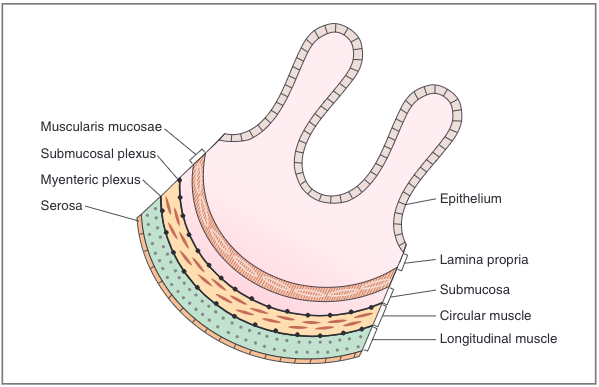 Muscularis mucosae
Submucosal plexus
Myenteric plexus
Serosa
Epithelium
Lamina propria
Submucosa
Circular muscle
Longitudinal muscle